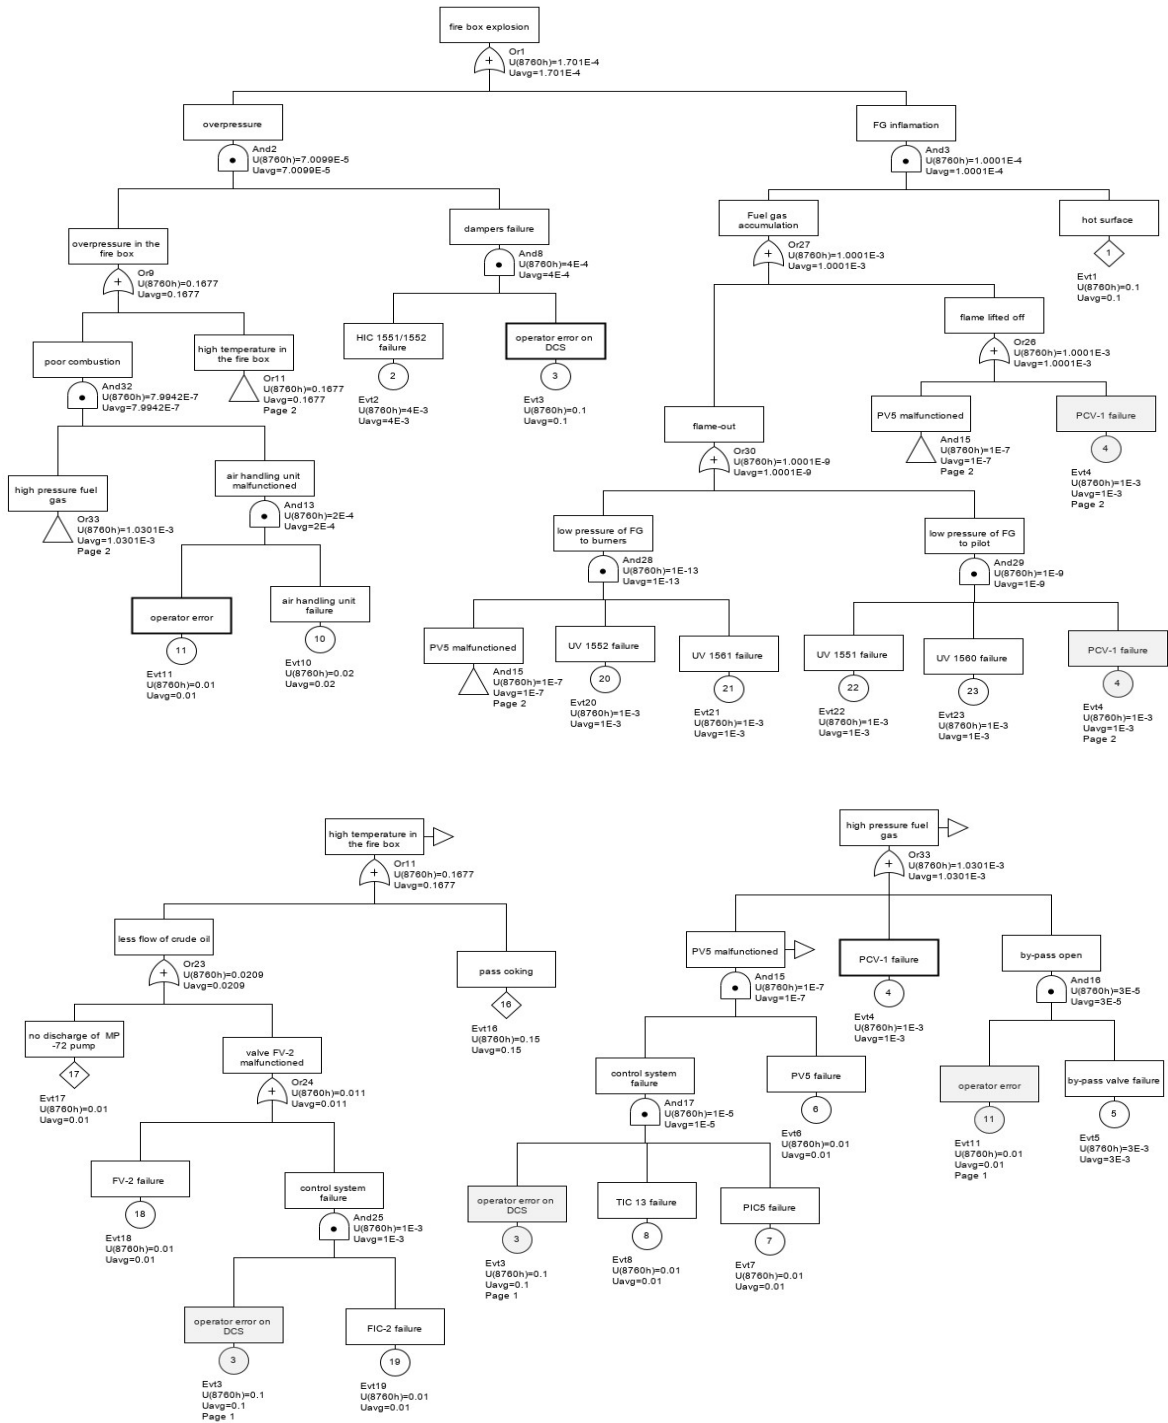 fire box explosion
Or1
U(8760h)=1.701E-4
Uavg=1.701E-4
overpressure
And2
U(8760h)=7.0099E-5
Uavg=7.0099E-5
FG inflamation
And3
U(8760h)=1.0001E-4
Uavg=1.0001E-4
overpressure in the
fire box
Or9
U(8760h)=0.1677
Uavg=0.1677
dampers failure
And8
U(8760h)=4E-4
Uavg=4E-4
Fuel gas
accumulation
Or27
U(8760h)=1.0001E-3
Uavg=1.0001E-3
hot surface
1
Evt1
U(8760h)=0.1
Uavg=0.1
poor combustion
And32
U(8760h)=7.9942E-7
Uavg=7.9942E-7
high temperature in
the fire box
Or11
U(8760h)=0.1677
Uavg=0.1677
Page 2
HIC 1551/1552
failure
2
Evt2
U(8760h)=4E-3
Uavg=4E-3
operator error on
DCS
3
Evt3
U(8760h)=0.1
Uavg=0.1
flame lifted off
Or26
U(8760h)=1.0001E-3
Uavg=1.0001E-3
flame-out
Or30
U(8760h)=1.0001E-9
Uavg=1.0001E-9
PV5 malfunctioned
And15
U(8760h)=1E-7
Uavg=1E-7
Page 2
PCV-1 failure
4
Evt4
U(8760h)=1E-3
Uavg=1E-3
Page 2
high pressure fuel
gas
Or33
U(8760h)=1.0301E-3
Uavg=1.0301E-3
Page 2
air handling unit
malfunctioned
And13
U(8760h)=2E-4
Uavg=2E-4
low pressure of FG
to burners
And28
U(8760h)=1E-13
Uavg=1E-13
low pressure of FG
to pilot
And29
U(8760h)=1E-9
Uavg=1E-9
operator error
11
Evt11
U(8760h)=0.01
Uavg=0.01
air handling unit
failure
10
Evt10
U(8760h)=0.02
Uavg=0.02
PV5 malfunctioned
And15
U(8760h)=1E-7
Uavg=1E-7
Page 2
UV 1552 failure
20
Evt20
U(8760h)=1E-3
Uavg=1E-3
UV 1561 failure
21
Evt21
U(8760h)=1E-3
Uavg=1E-3
UV 1551 failure
22
Evt22
U(8760h)=1E-3
Uavg=1E-3
UV 1560 failure
23
Evt23
U(8760h)=1E-3
Uavg=1E-3
PCV-1 failure
4
Evt4
U(8760h)=1E-3
Uavg=1E-3
Page 2
high temperature in
the fire box
Or11
U(8760h)=0.1677
Uavg=0.1677
less flow of crude oil
Or23
U(8760h)=0.0209
Uavg=0.0209
pass coking
16
Evt16
U(8760h)=0.15
Uavg=0.15
no discharge of MP
-72 pump
17
Evt17
U(8760h)=0.01
Uavg=0.01
valve FV-2
malfunctioned
Or24
U(8760h)=0.011
Uavg=0.011
FV-2 failure
18
Evt18
U(8760h)=0.01
Uavg=0.01
control system
failure
And25
U(8760h)=1E-3
Uavg=1E-3
operator error on
DCS
3
Evt3
U(8760h)=0.1
Uavg=0.1
Page 1
FIC-2 failure
19
Evt19
U(8760h)=0.01
Uavg=0.01
high pressure fuel
gas
Or33
U(8760h)=1.0301E-3
Uavg=1.0301E-3
PV5 malfunctioned
And15
U(8760h)=1E-7
Uavg=1E-7
PCV-1 failure
4
Evt4
U(8760h)=1E-3
Uavg=1E-3
by-pass open
And16
U(8760h)=3E-5
Uavg=3E-5
control system
failure
And17
U(8760h)=1E-5
Uavg=1E-5
PV5 failure
6
Evt6
U(8760h)=0.01
Uavg=0.01
operator error
11
Evt11
U(8760h)=0.01
Uavg=0.01
Page 1
by-pass valve failure
5
Evt5
U(8760h)=3E-3
Uavg=3E-3
operator error on
DCS
3
Evt3
U(8760h)=0.1
Uavg=0.1
Page 1
TIC 13 failure
8
Evt8
U(8760h)=0.01
Uavg=0.01
PIC5 failure
7
Evt7
U(8760h)=0.01
Uavg=0.01